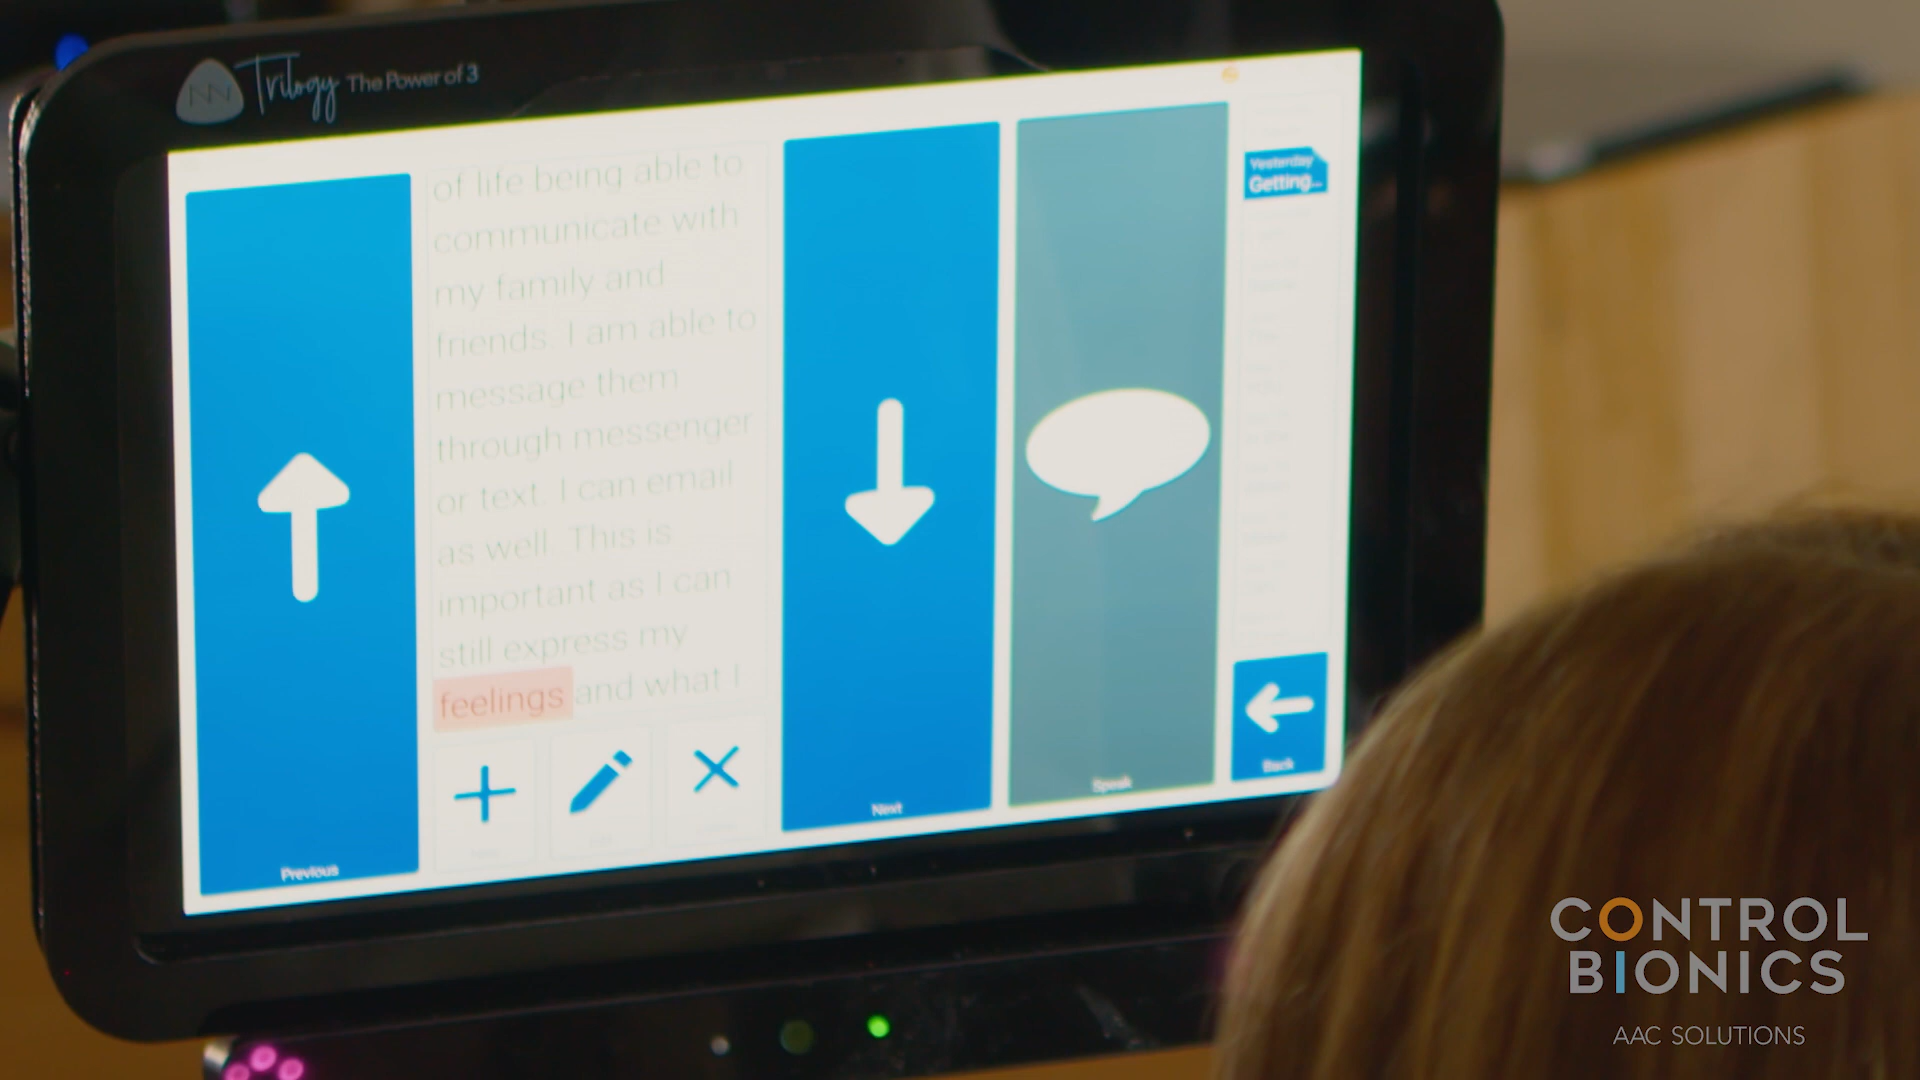 Trilogy The Power of 3
of life being able to
communicate with
my family and
friends. I am able to
message them
through messenger
or text. I can email
as well. This is
important as I can
still express my
feelings and what I
Previous
Next
Speak
Yesterday
Getting...
Back
CONTROL
BIONICS
AAC SOLUTIONS